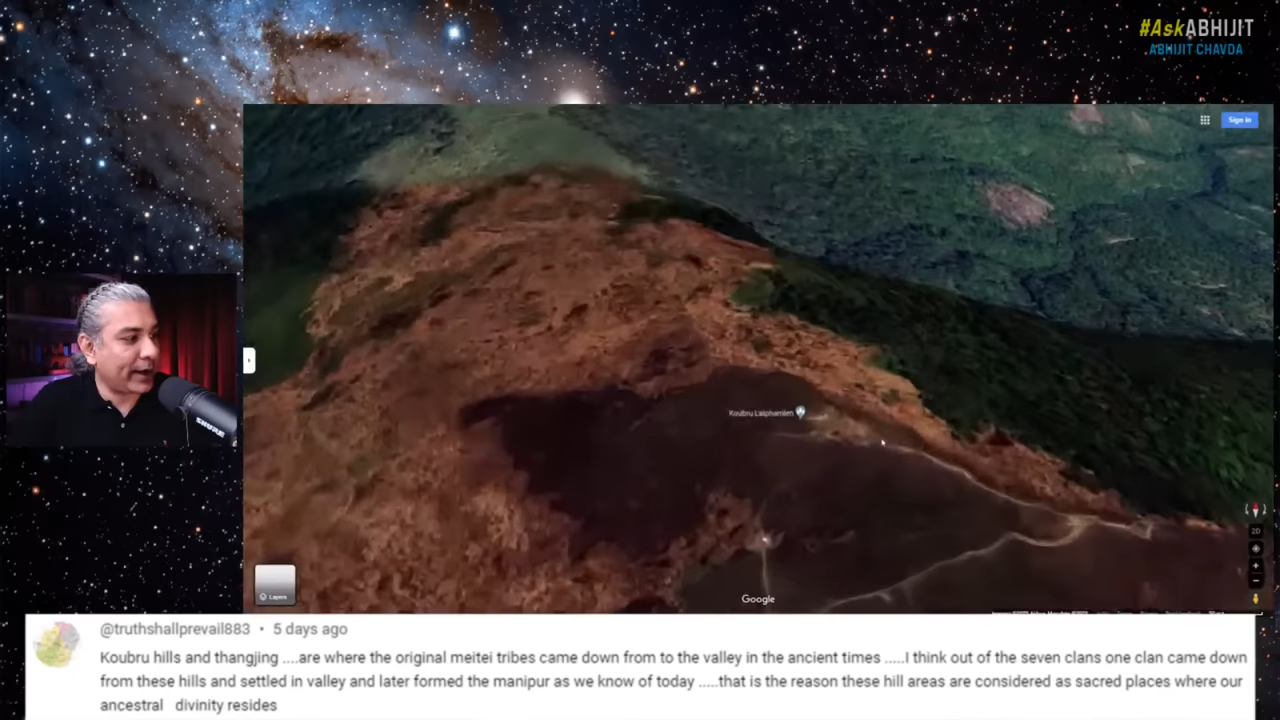 #AskABHIJIT
ABHIJIT CHAVDA
Sign in
Koubru Laiphamlen
2D
Layers
Google
@truthshallprevail883 • 5 days ago
Koubru hills and thangjing ....are where the original meitei tribes came down from to the valley in the ancient times .....I think out of the seven clans one clan came down
from these hills and settled in valley and later formed the manipur as we know of today .....that is the reason these hill areas are considered as sacred places where our
ancestral divinity resides
SHURE